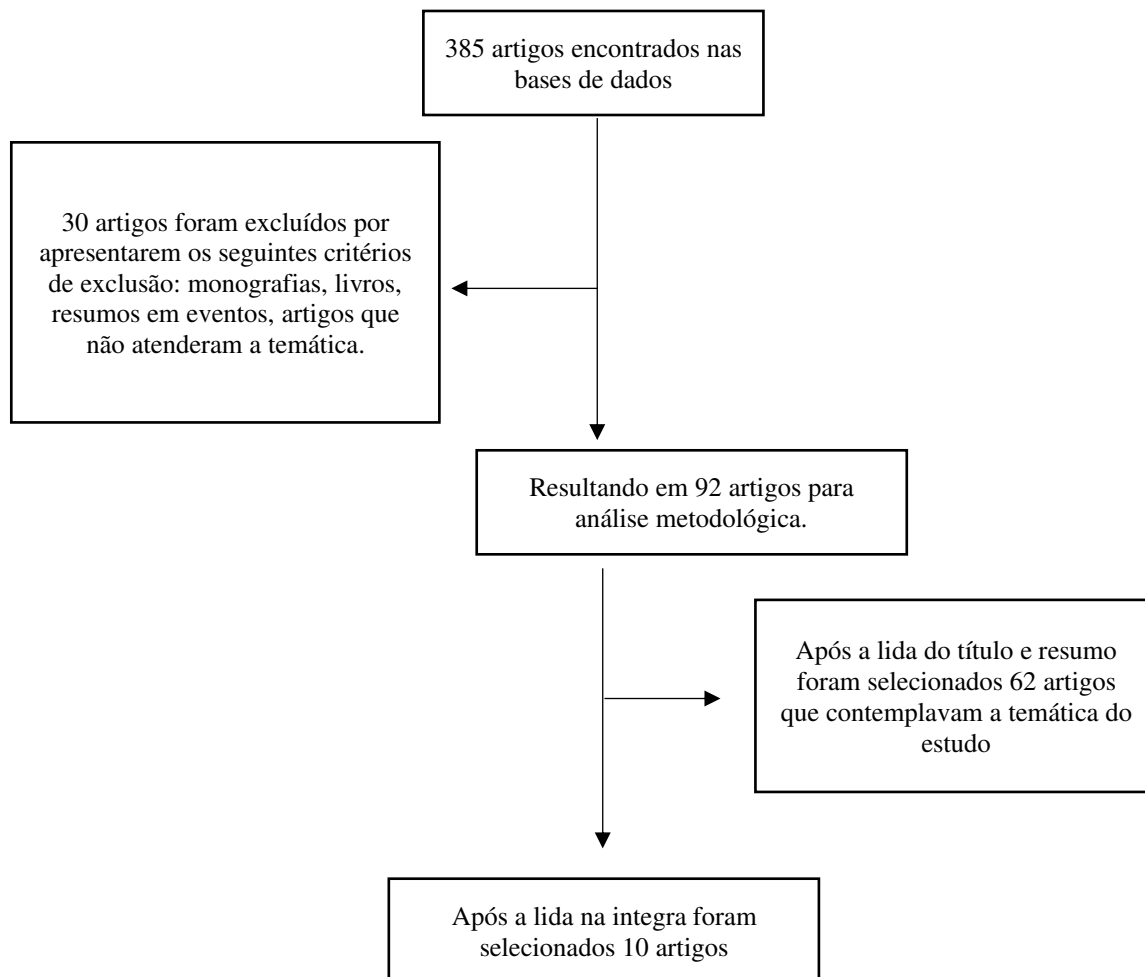 385 artigos encontrados nas
bases de dados
30 artigos foram excluídos por
apresentarem os seguintes critérios
de exclusão: monografias, livros,
resumos em eventos, artigos que
não atenderam a temática.
Resultando em 92 artigos para
análise metodológica.
Após a lida do título e resumo
foram selecionados 62 artigos
que contemplavam a temática do
estudo
Após a lida na integra foram
selecionados 10 artigos